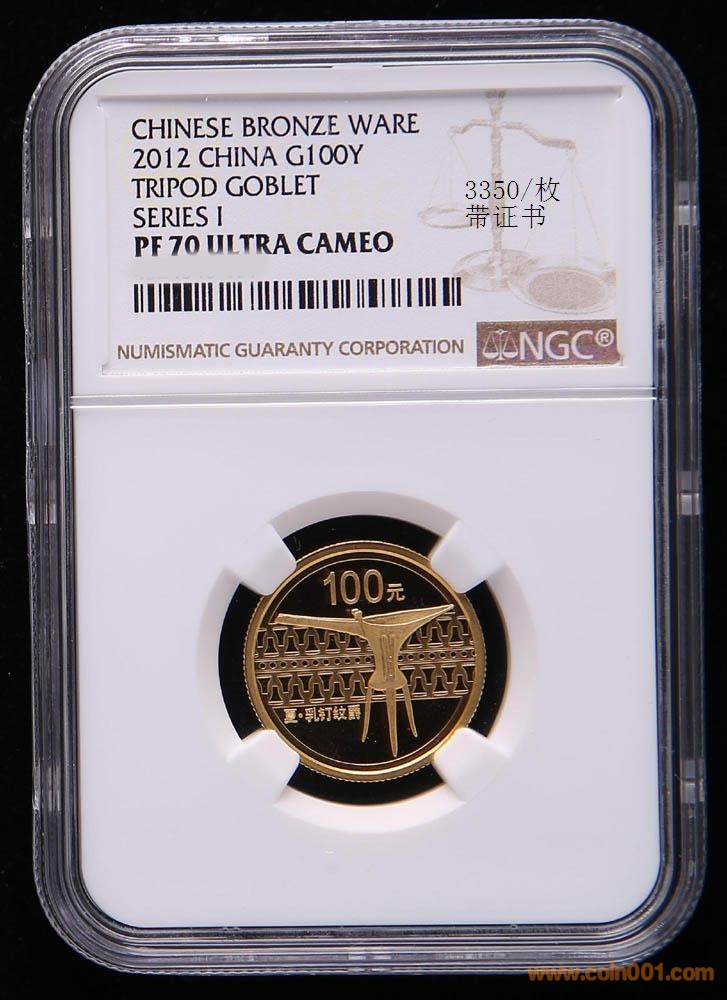 CHINESE BRONZE WARE
2012 CHINA G100Y
TRIPOD GOBLET
SERIES I
PF 70 ULTRA CAMEO
3350/枚
带证书
NUMISMATIC GUARANTY CORPORATION
NGC®
100元
夏·乳钉纹爵
www.coin001.com